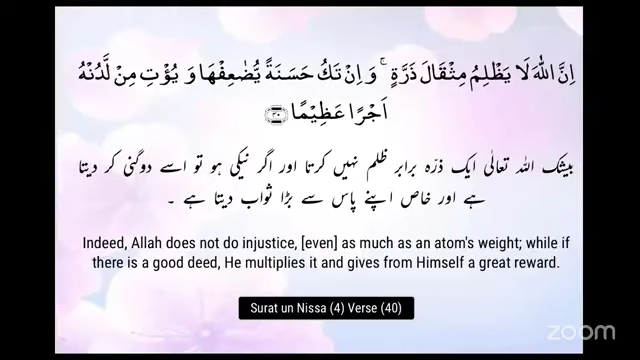 اِنَّ اللّٰهَ لَا يَظْلِمُ مِثْقَالَ ذَرَّةٍ ۚ وَاِنْ تَكُ حَسَنَةً يُّضٰعِفْهَا وَ يُؤْتِ مِنْ لَّدُنْهُ
اَجْرًا عَظِيْمًا ﴿۴۰﴾
بیشک اللہ تعالٰی ایک ذرّہ برابر ظلم نہیں کرتا اور اگر نیکی ہو تو اسے دوگنی کر دیتا
ہے اور خاص اپنے پاس سے بڑا ثواب دیتا ہے ۔
Indeed, Allah does not do injustice, [even] as much as an atom's weight; while if
there is a good deed, He multiplies it and gives from Himself a great reward.
Surat un Nissa (4) Verse (40)
zoom